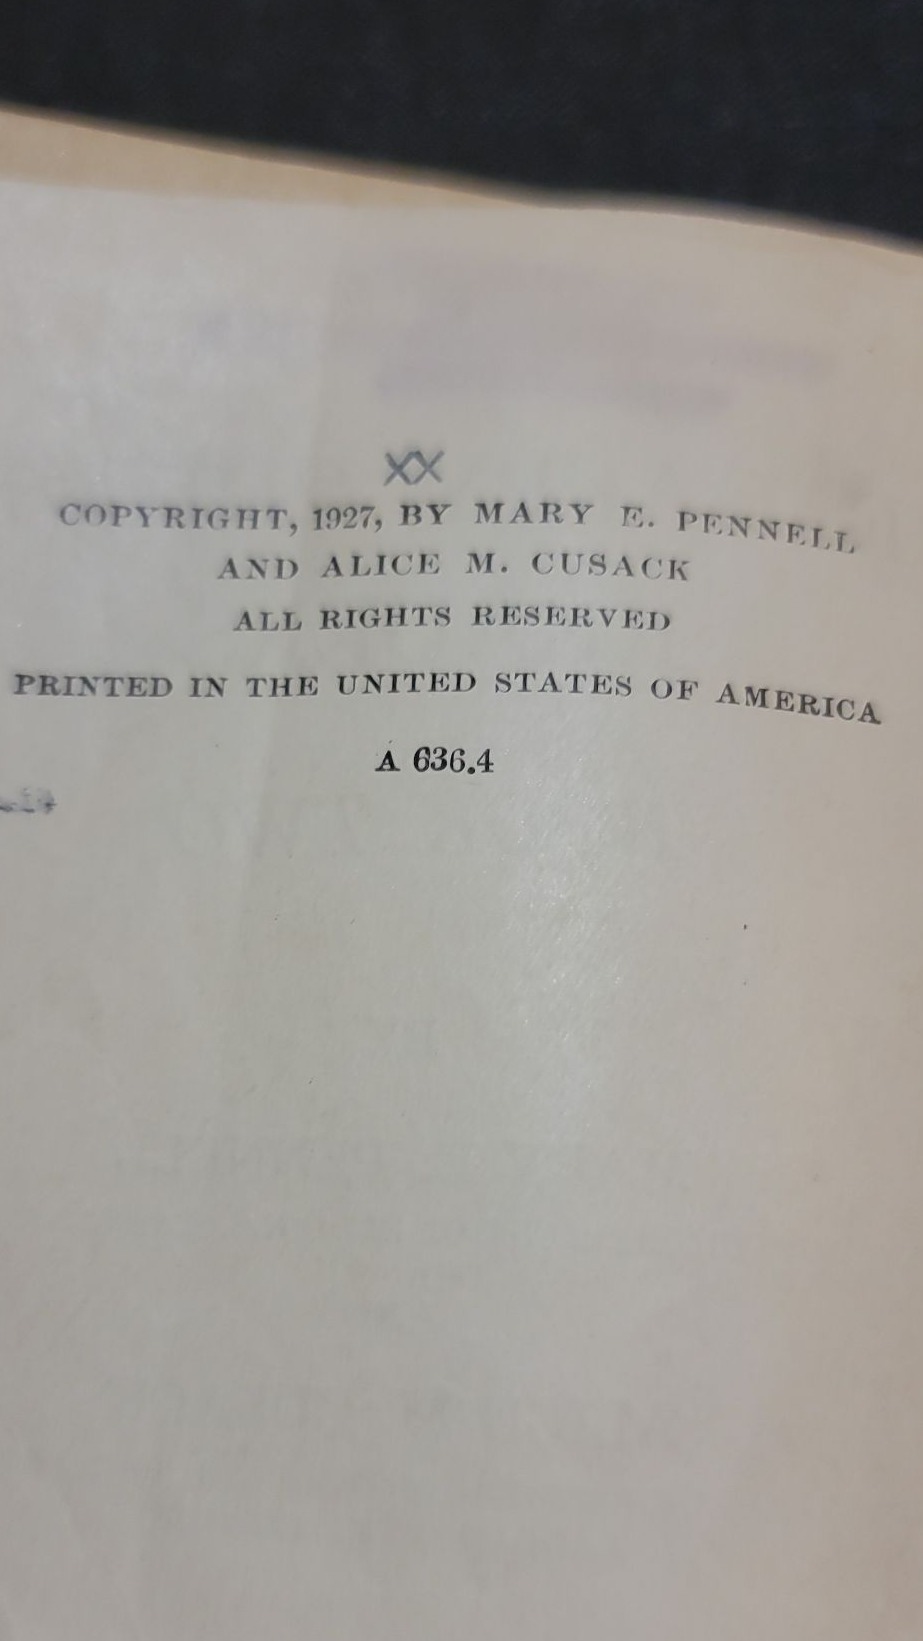 XX
COPYRIGHT, 1927, BY MARY E. PENNELL
AND ALICE M. CUSACK
ALL RIGHTS RESERVED
PRINTED IN THE UNITED STATES OF AMERICA
A 636.4